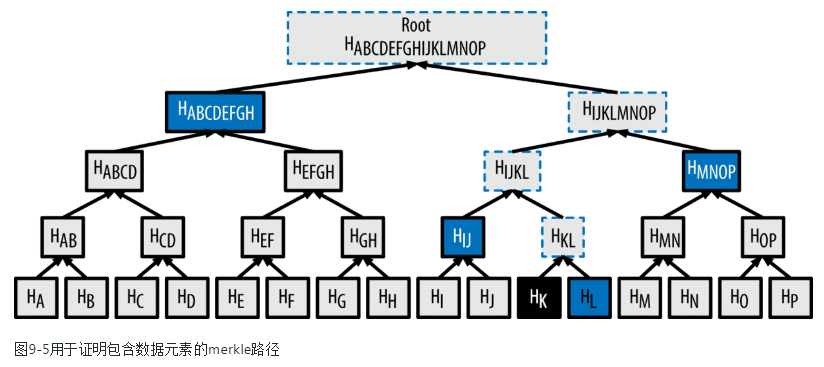 Root
HABCDEFGHIJKLMNOP
HABCDEFGH
HIJKLMNOP
HABCD
HEFGH
HIJKL
HMNOP
HAB
HCD
HEF
HGH
HIJ
HKL
HMN
HOP
HA
HB
HC
HD
HE
HF
HG
HH
HI
HJ
HK
HL
HM
HN
HO
HP
图9-5用于证明包含数据元素的merkle路径